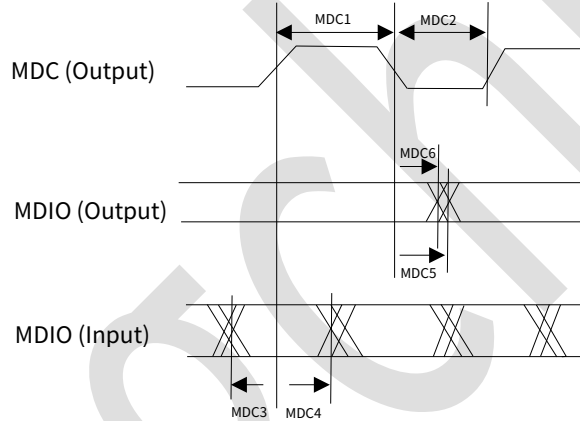 MDC1
MDC2
MDC (Output)
MDC6
MDIO (Output)
MDC5
MDIO (Input)
MDC3
MDC4